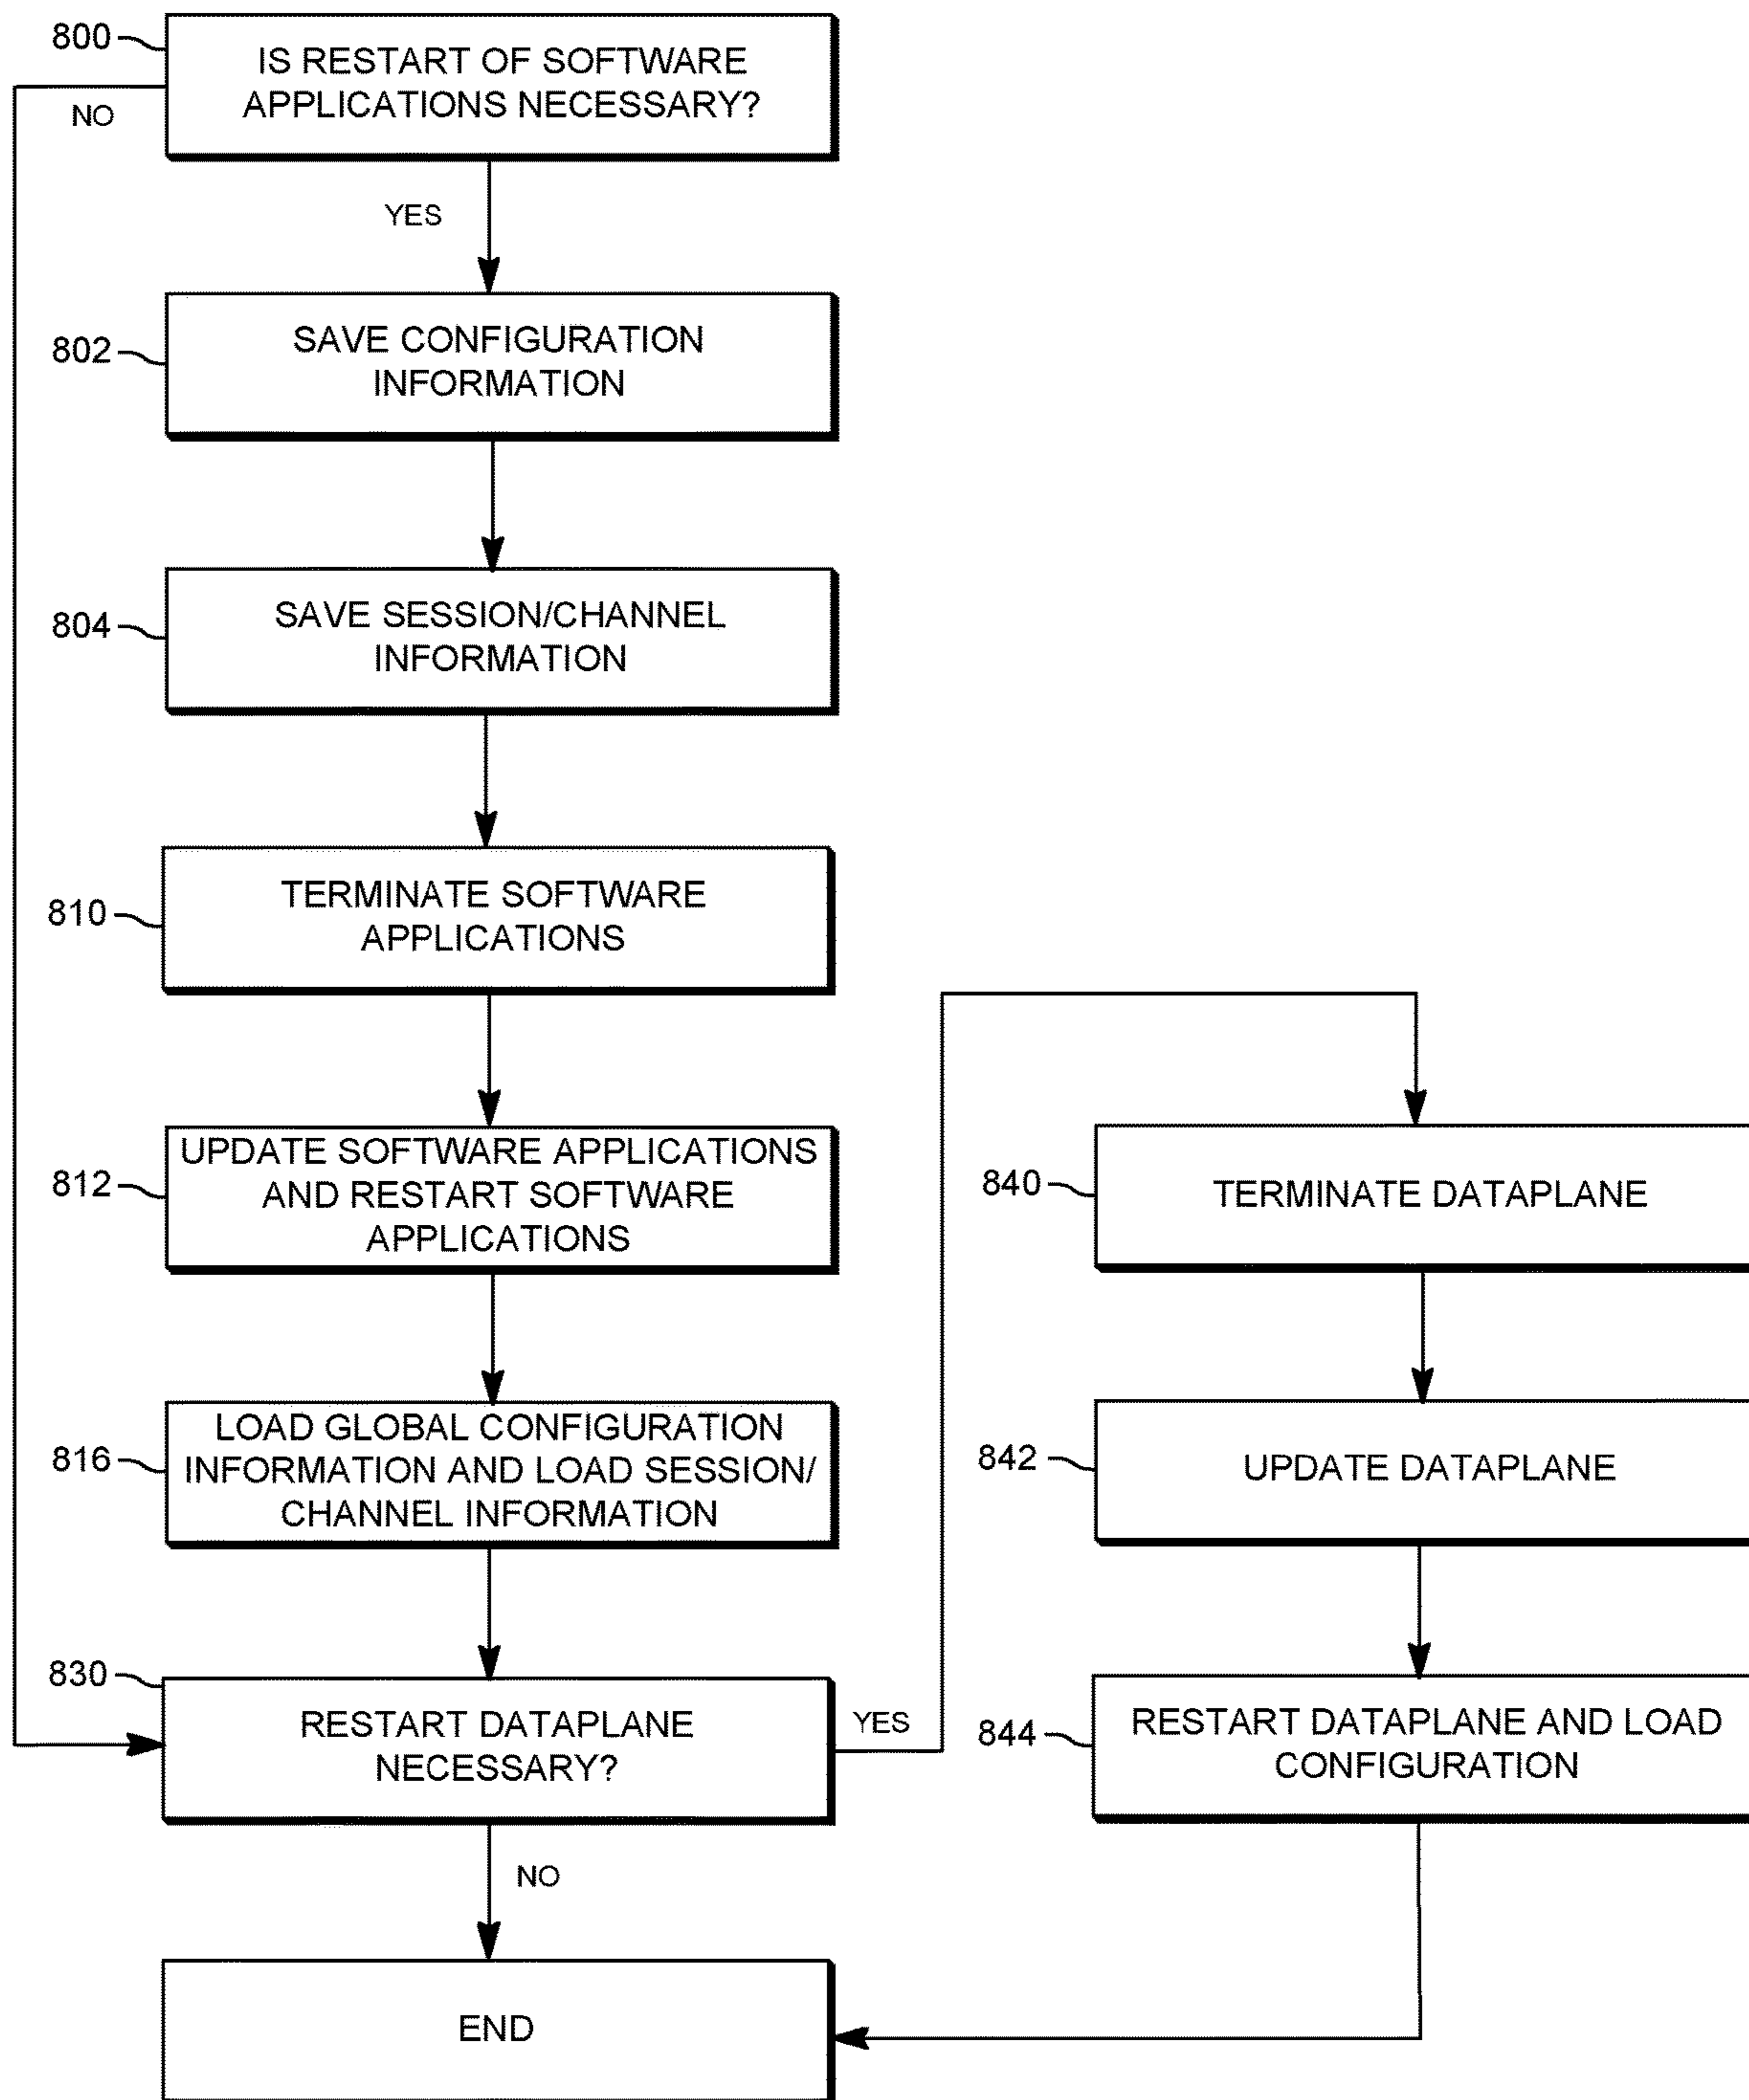 800
IS RESTART OF SOFTWARE
APPLICATIONS NECESSARY?
NO
YES
802
SAVE CONFIGURATION
INFORMATION
804
SAVE SESSION/CHANNEL
INFORMATION
810
TERMINATE SOFTWARE
APPLICATIONS
812
UPDATE SOFTWARE APPLICATIONS
AND RESTART SOFTWARE
APPLICATIONS
816
LOAD GLOBAL CONFIGURATION
INFORMATION AND LOAD SESSION/
CHANNEL INFORMATION
830
RESTART DATAPLANE
NECESSARY?
YES
NO
END
840
TERMINATE DATAPLANE
842
UPDATE DATAPLANE
844
RESTART DATAPLANE AND LOAD
CONFIGURATION